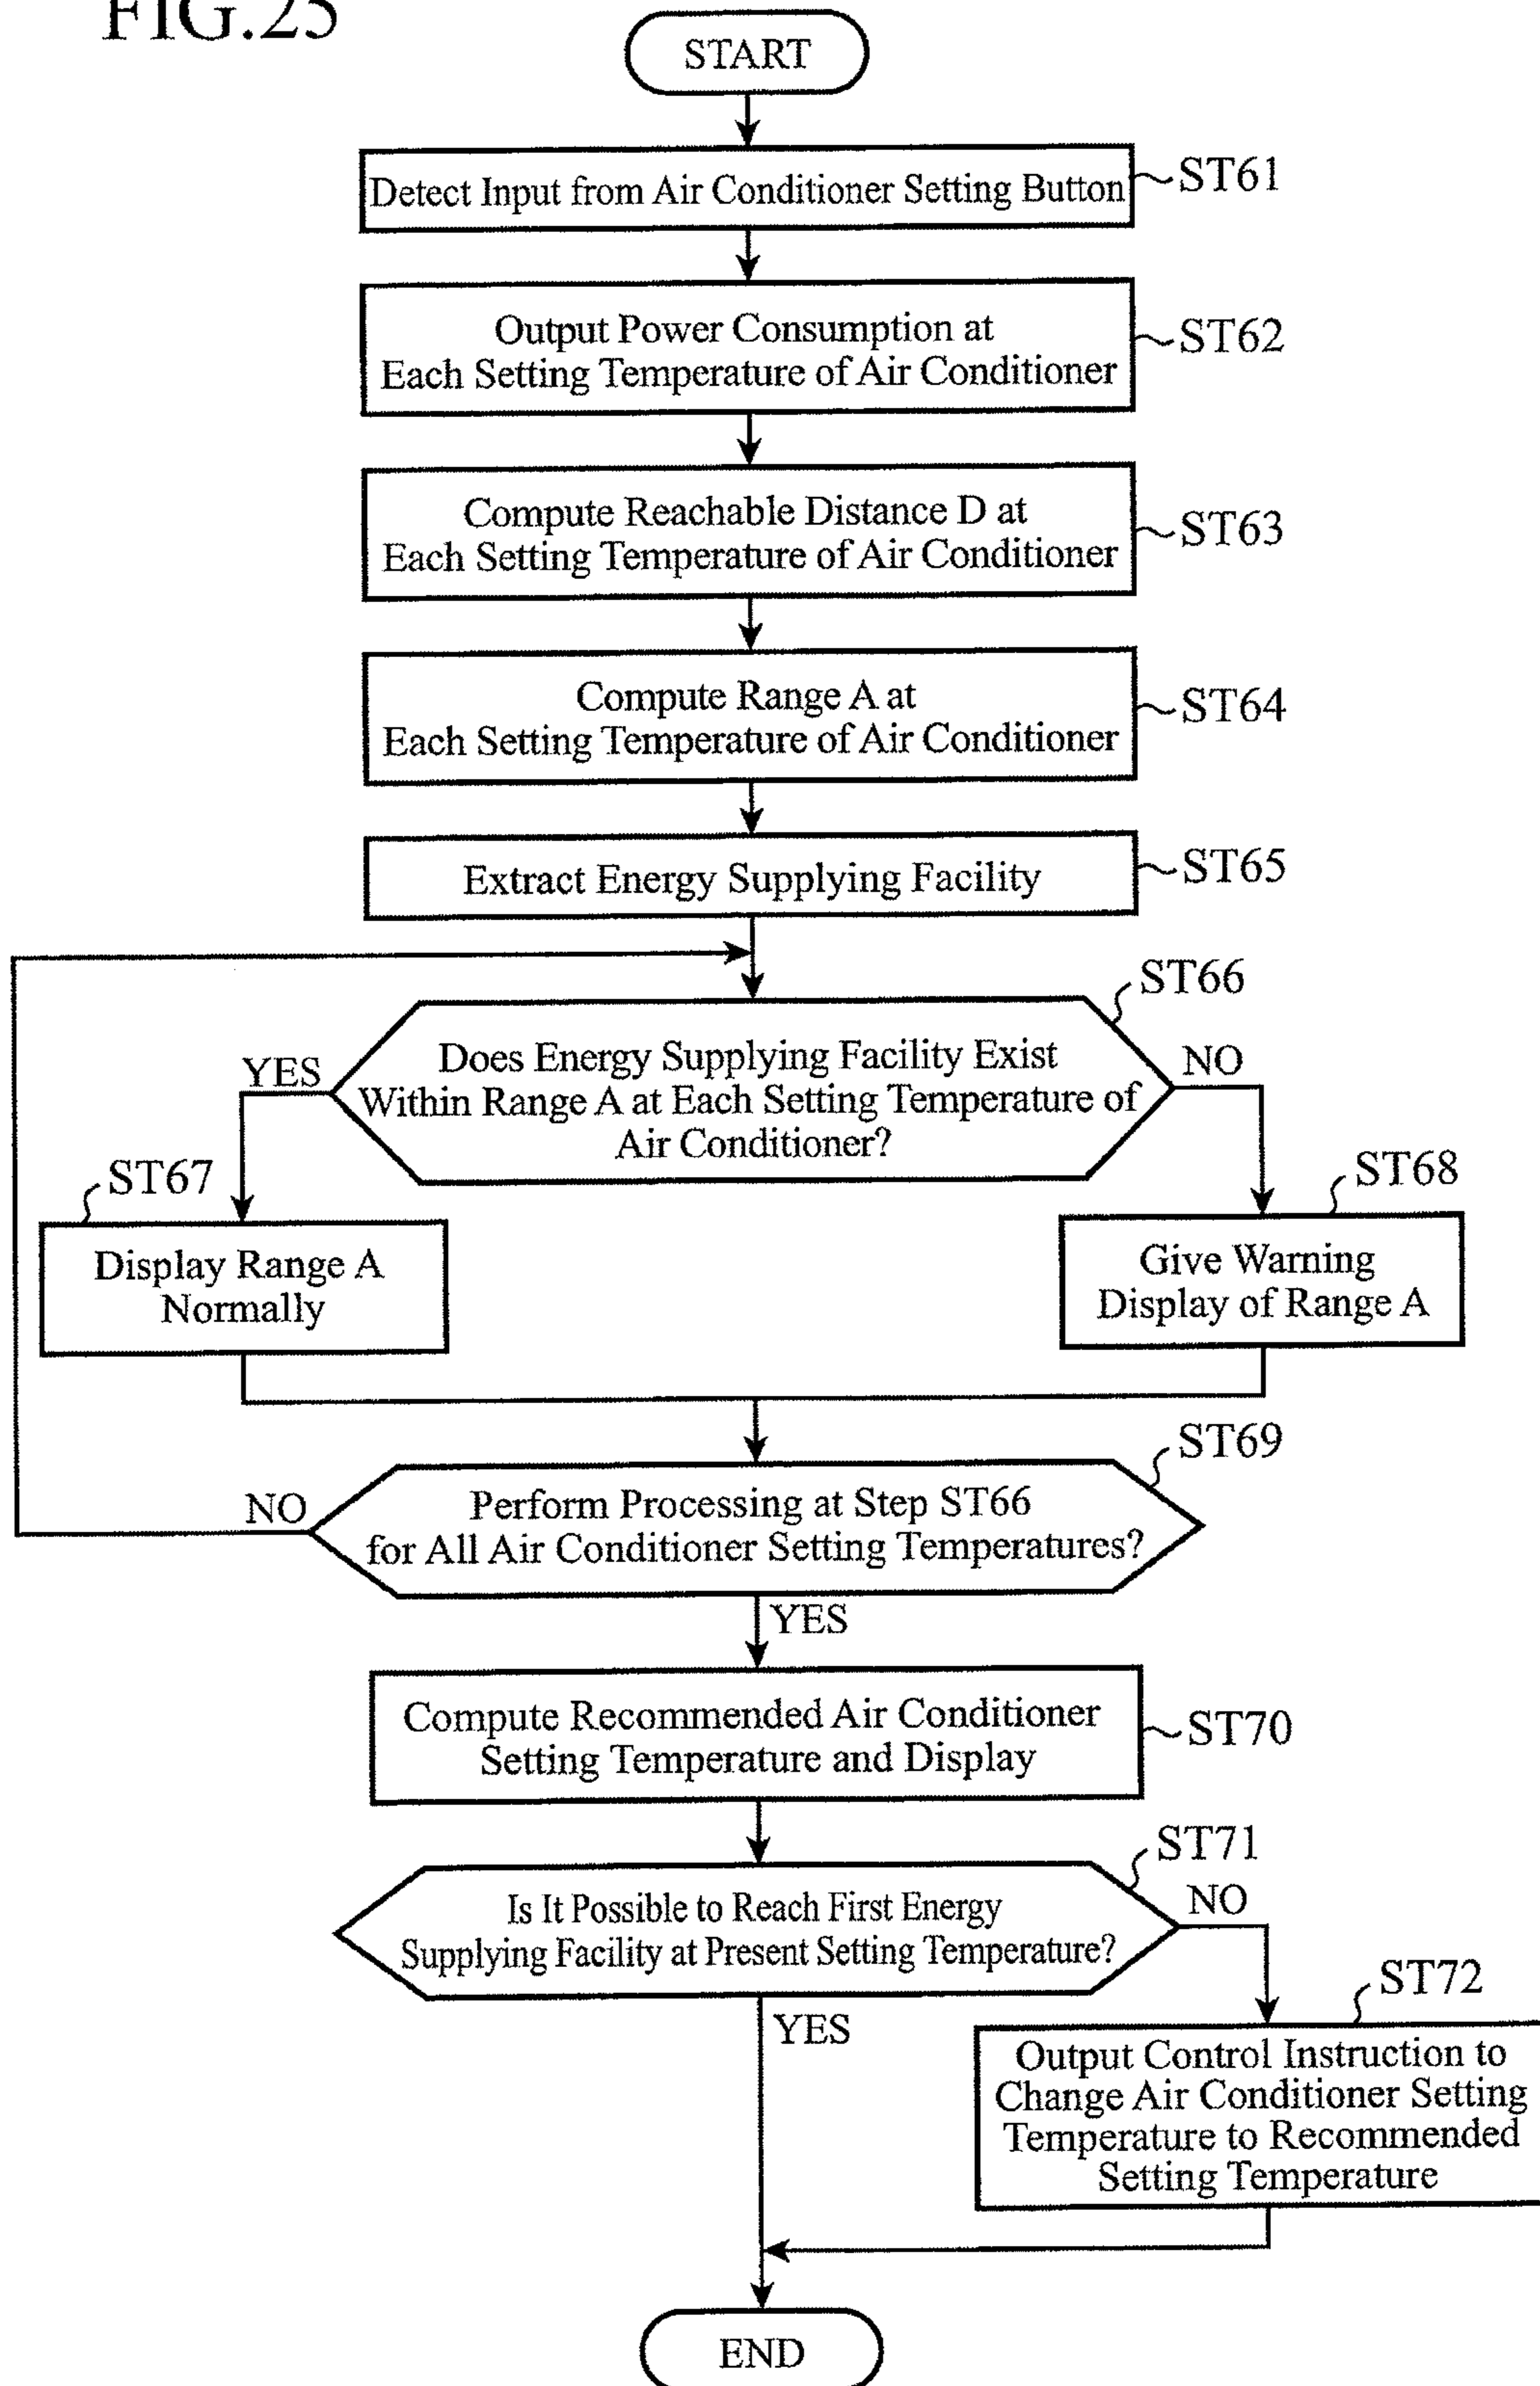 FIG.25
START
Detect Input from Air Conditioner Setting Button
ST61
Output Power Consumption at
Each Setting Temperature of Air Conditioner
ST62
Compute Reachable Distance D at
Each Setting Temperature of Air Conditioner
ST63
Compute Range A at
Each Setting Temperature of Air Conditioner
ST64
Extract Energy Supplying Facility
ST65
ST66
Does Energy Supplying Facility Exist
Within Range A at Each Setting Temperature of
Air Conditioner?
YES
NO
ST67
Display Range A
Normally
ST68
Give Warning
Display of Range A
ST69
Perform Processing at Step ST66
for All Air Conditioner Setting Temperatures?
NO
YES
Compute Recommended Air Conditioner
Setting Temperature and Display
ST70
ST71
Is It Possible to Reach First Energy
Supplying Facility at Present Setting Temperature?
NO
YES
ST72
Output Control Instruction to
Change Air Conditioner Setting
Temperature to Recommended
Setting Temperature
END